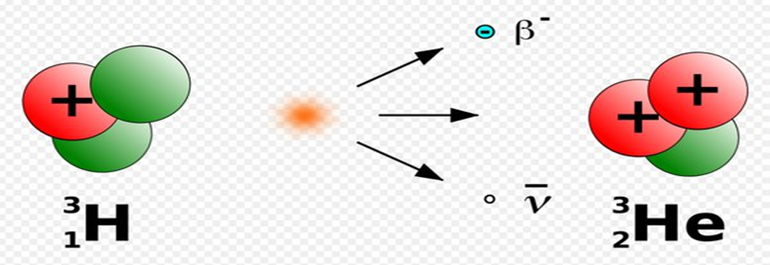 +
³₁H
- β⁻
ν̄
+ +
³₂He